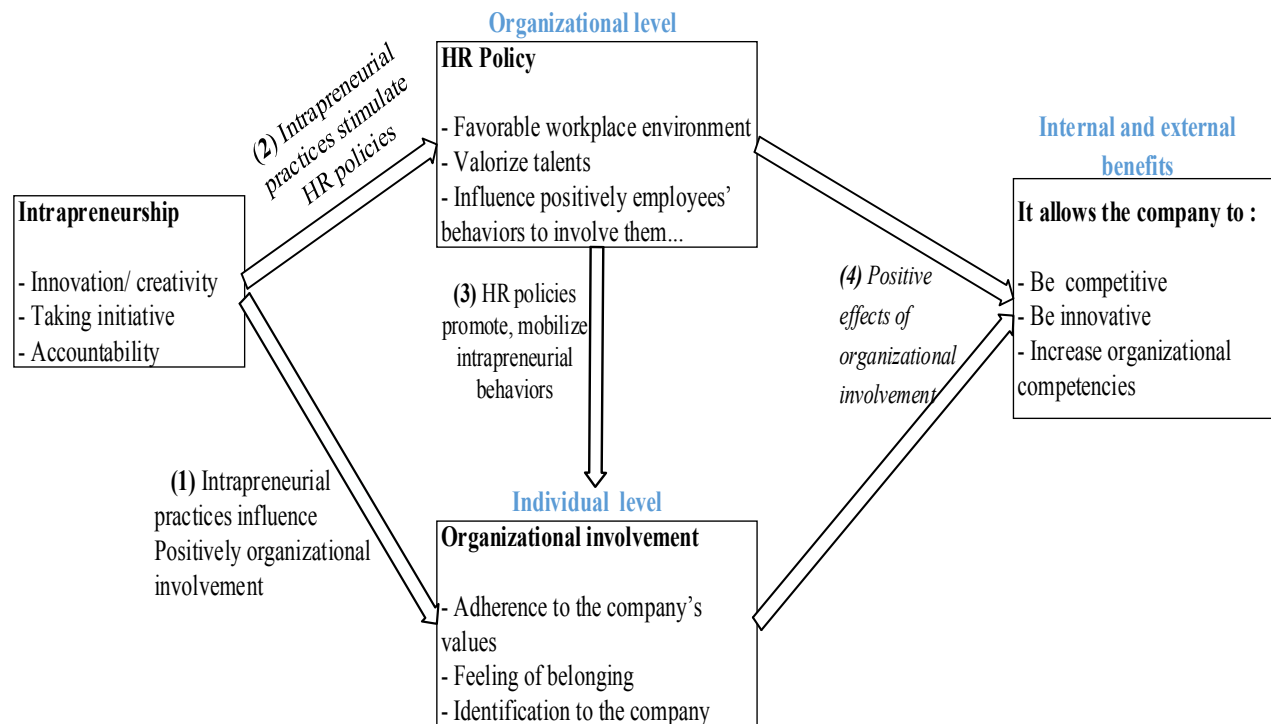 Organizational level
HR Policy
- Favorable workplace environment
- Valorize talents
- Influence positively employees’
behaviors to involve them...
(2) Intrapreneurial
practices stimulate
HR policies
Intrapreneurship
- Innovation/ creativity
- Taking initiative
- Accountability
(3) HR policies
promote, mobilize
intrapreneurial
behaviors
(1) Intrapreneurial
practices influence
Positively organizational
involvement
Individual level
Organizational involvement
- Adherence to the company’s
values
- Feeling of belonging
- Identification to the company
(4) Positive
effects of
organizational
involvement
Internal and external
benefits
It allows the company to :
- Be competitive
- Be innovative
- Increase organizational
competencies